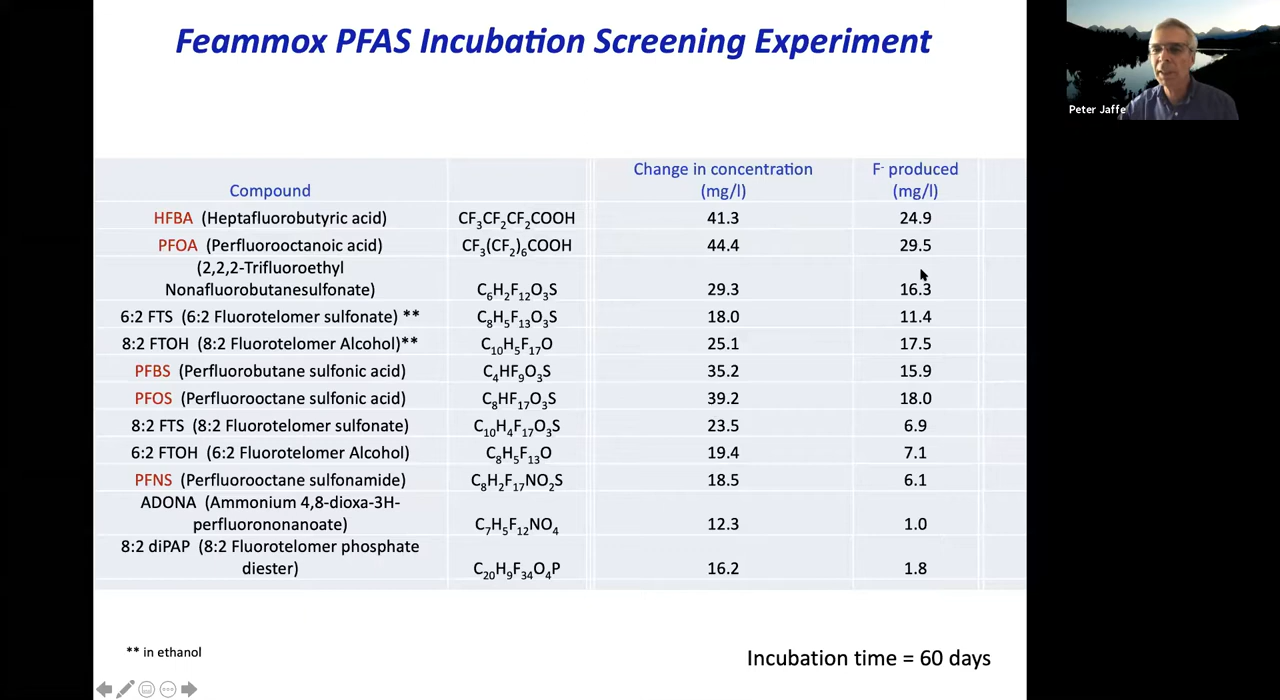 Feammox PFAS Incubation Screening Experiment
Peter Jaffe
Compound Change in concentration (mg/l) F⁻ produced (mg/l)
HFBA (Heptafluorobutyric acid) CF₃CF₂CF₂COOH 41.3 24.9
PFOA (Perfluorooctanoic acid) CF₃(CF₂)₆COOH 44.4 29.5
(2,2,2-Trifluoroethyl
Nonafluorobutanesulfonate) C₆H₂F₁₂O₃S 29.3 16.3
6:2 FTS (6:2 Fluorotelomer sulfonate) ** C₈H₅F₁₃O₃S 18.0 11.4
8:2 FTOH (8:2 Fluorotelomer Alcohol)** C₁₀H₅F₁₇O 25.1 17.5
PFBS (Perfluorobutane sulfonic acid) C₄HF₉O₃S 35.2 15.9
PFOS (Perfluorooctane sulfonic acid) C₈HF₁₇O₃S 39.2 18.0
8:2 FTS (8:2 Fluorotelomer sulfonate) C₁₀H₄F₁₇O₃S 23.5 6.9
6:2 FTOH (6:2 Fluorotelomer Alcohol) C₈H₅F₁₃O 19.4 7.1
PFNS (Perfluorooctane sulfonamide) C₈H₂F₁₇NO₂S 18.5 6.1
ADONA (Ammonium 4,8-dioxa-3H-
perfluorononanoate) C₇H₅F₁₂NO₄ 12.3 1.0
8:2 diPAP (8:2 Fluorotelomer phosphate
diester) C₂₀H₉F₃₄O₄P 16.2 1.8
** in ethanol
Incubation time = 60 days